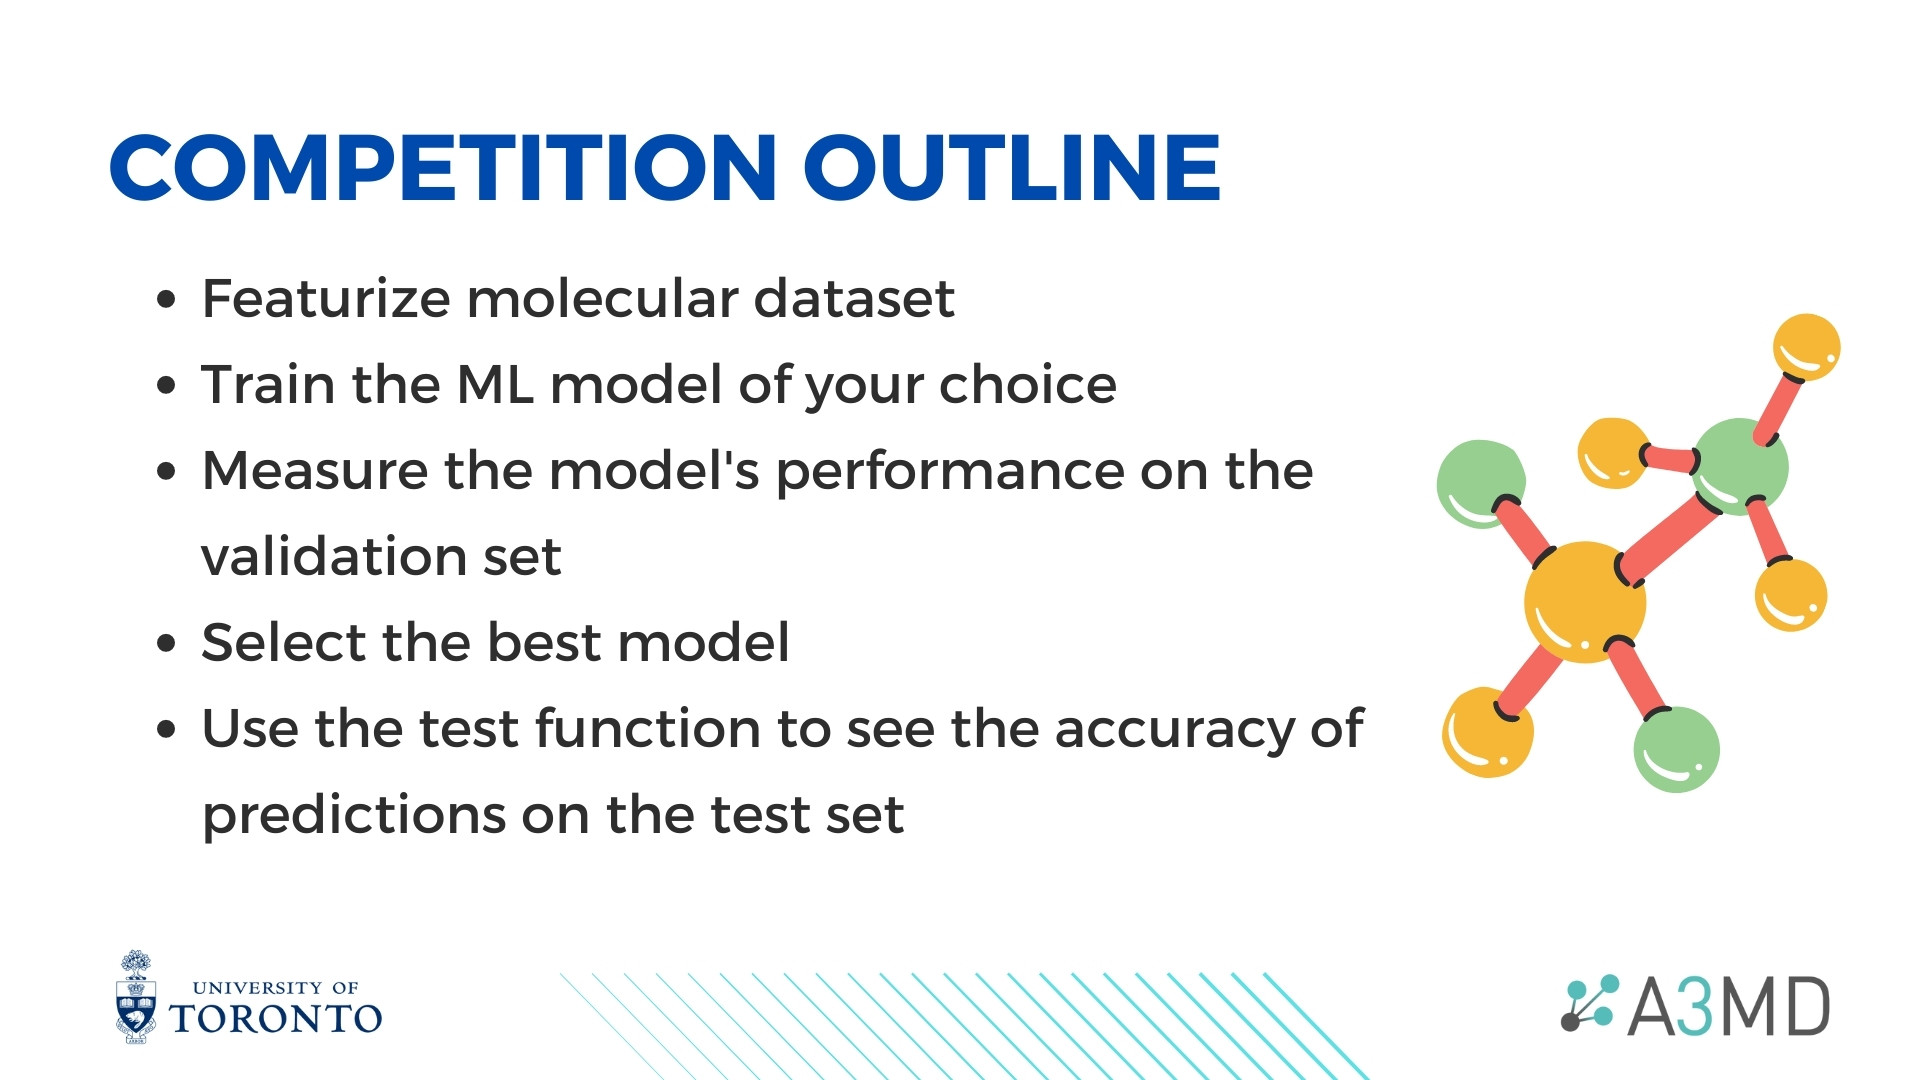 COMPETITION OUTLINE
• Featurize molecular dataset
• Train the ML model of your choice
• Measure the model's performance on the
validation set
• Select the best model
• Use the test function to see the accuracy of
predictions on the test set
UNIVERSITY OF
TORONTO
A3MD